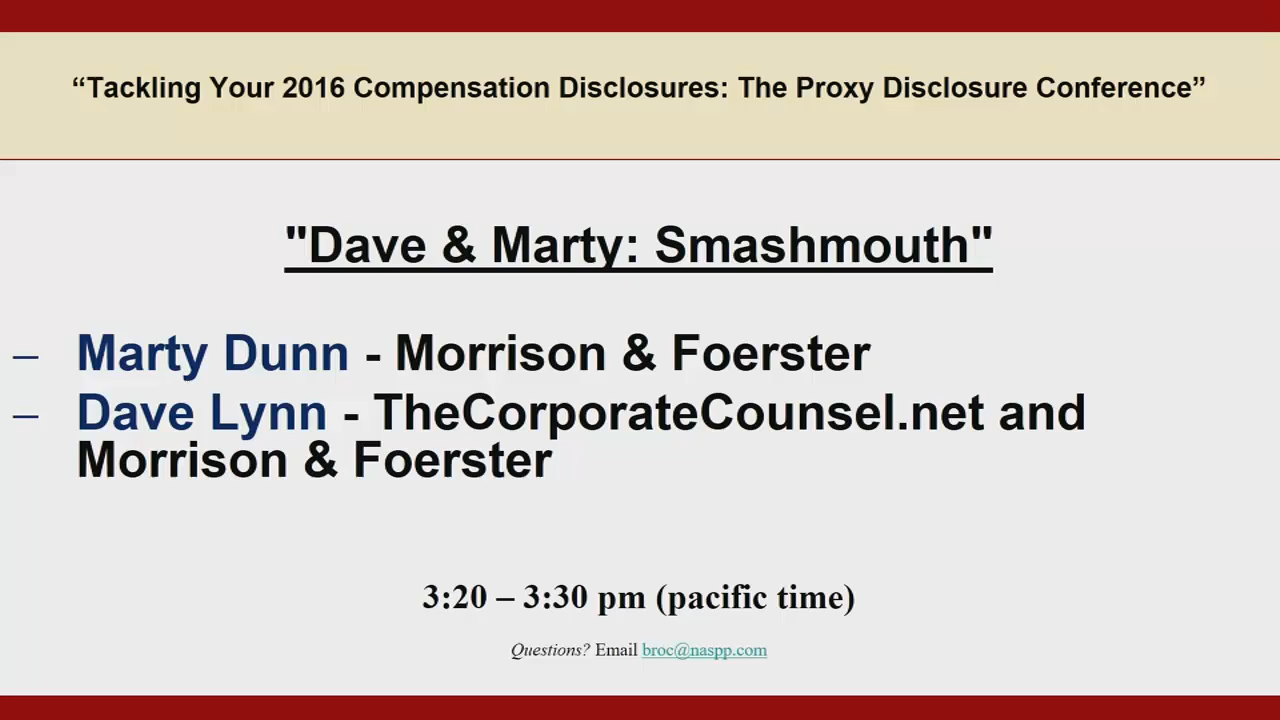 “Tackling Your 2016 Compensation Disclosures: The Proxy Disclosure Conference”
"Dave & Marty: Smashmouth"
– Marty Dunn - Morrison & Foerster
– Dave Lynn - TheCorporateCounsel.net and
Morrison & Foerster
3:20 – 3:30 pm (pacific time)
Questions? Email broc@naspp.com